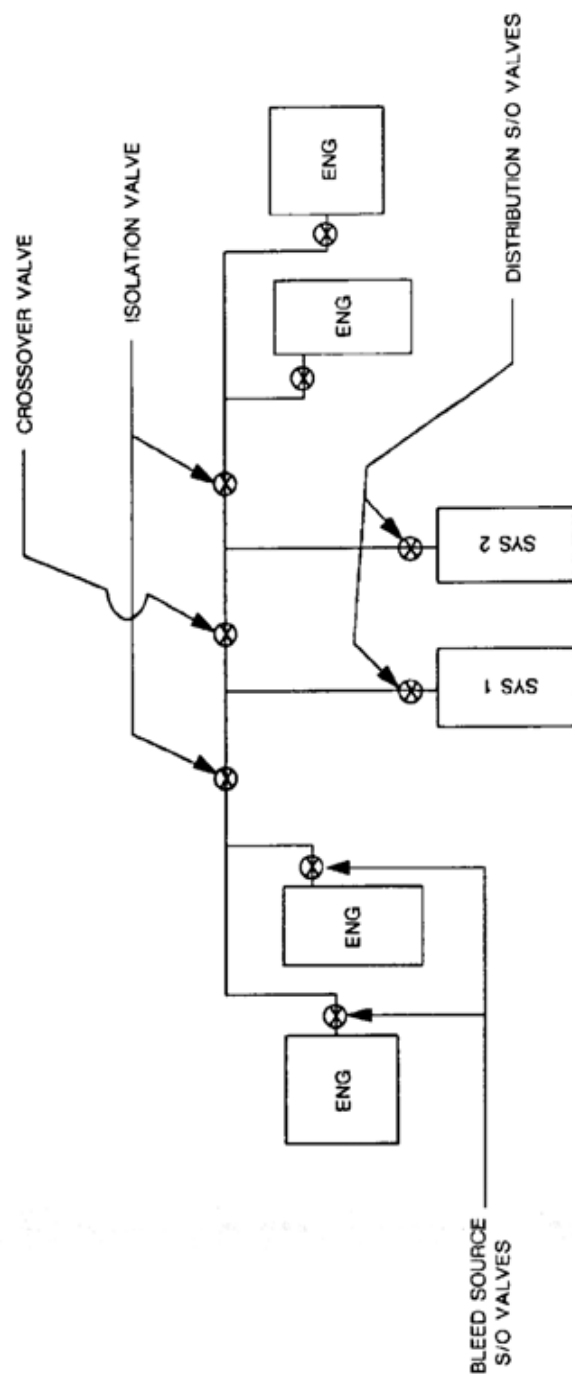 CROSSOVER VALVE
ISOLATION VALVE
ENG
ENG
ENG
ENG
SYS 1
SYS 2
DISTRIBUTION S/O VALVES
BLEED SOURCE
S/O VALVES